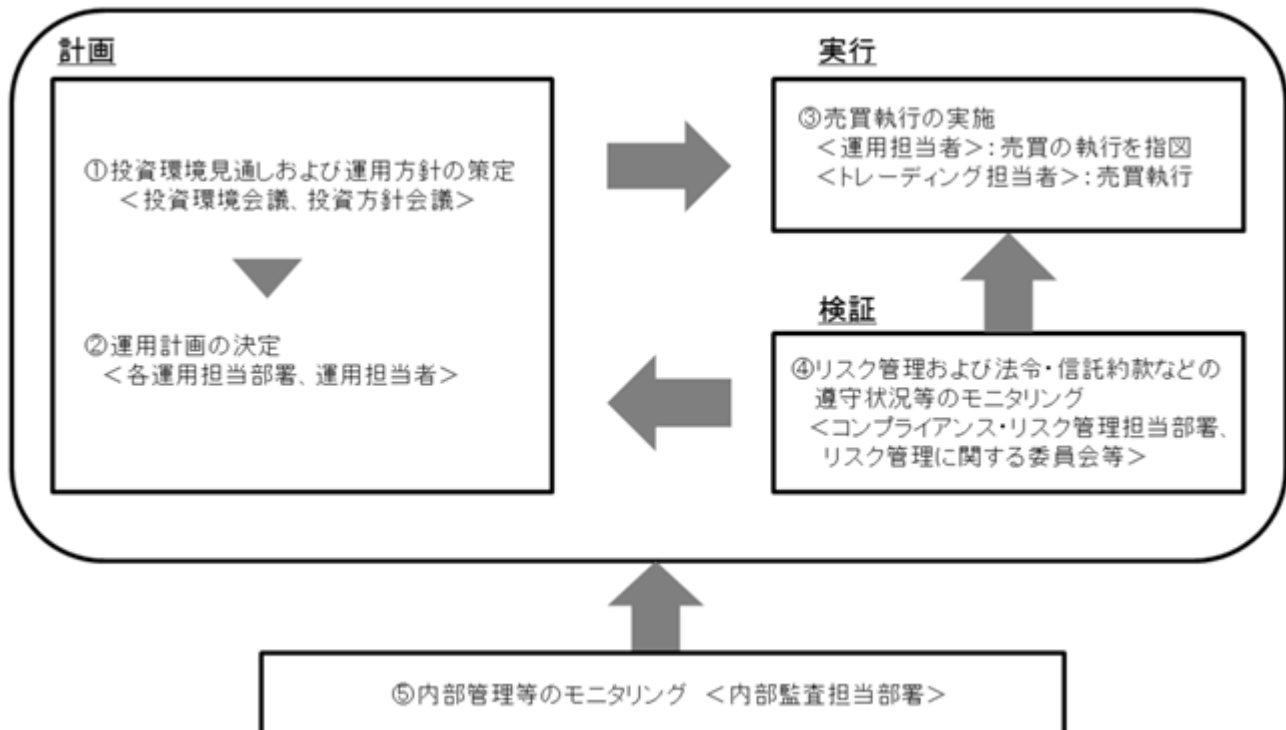 計画
①投資環境見通しおよび運用方針の策定
＜投資環境会議、投資方針会議＞
②運用計画の決定
＜各運用担当部署、運用担当者＞
実行
③売買執行の実施
＜運用担当者＞：売買の執行を指図
＜トレーディング担当者＞：売買執行
検証
④リスク管理および法令・信託約款などの
遵守状況等のモニタリング
＜コンプライアンス・リスク管理担当部署、
リスク管理に関する委員会等＞
⑤内部管理等のモニタリング ＜内部監査担当部署＞